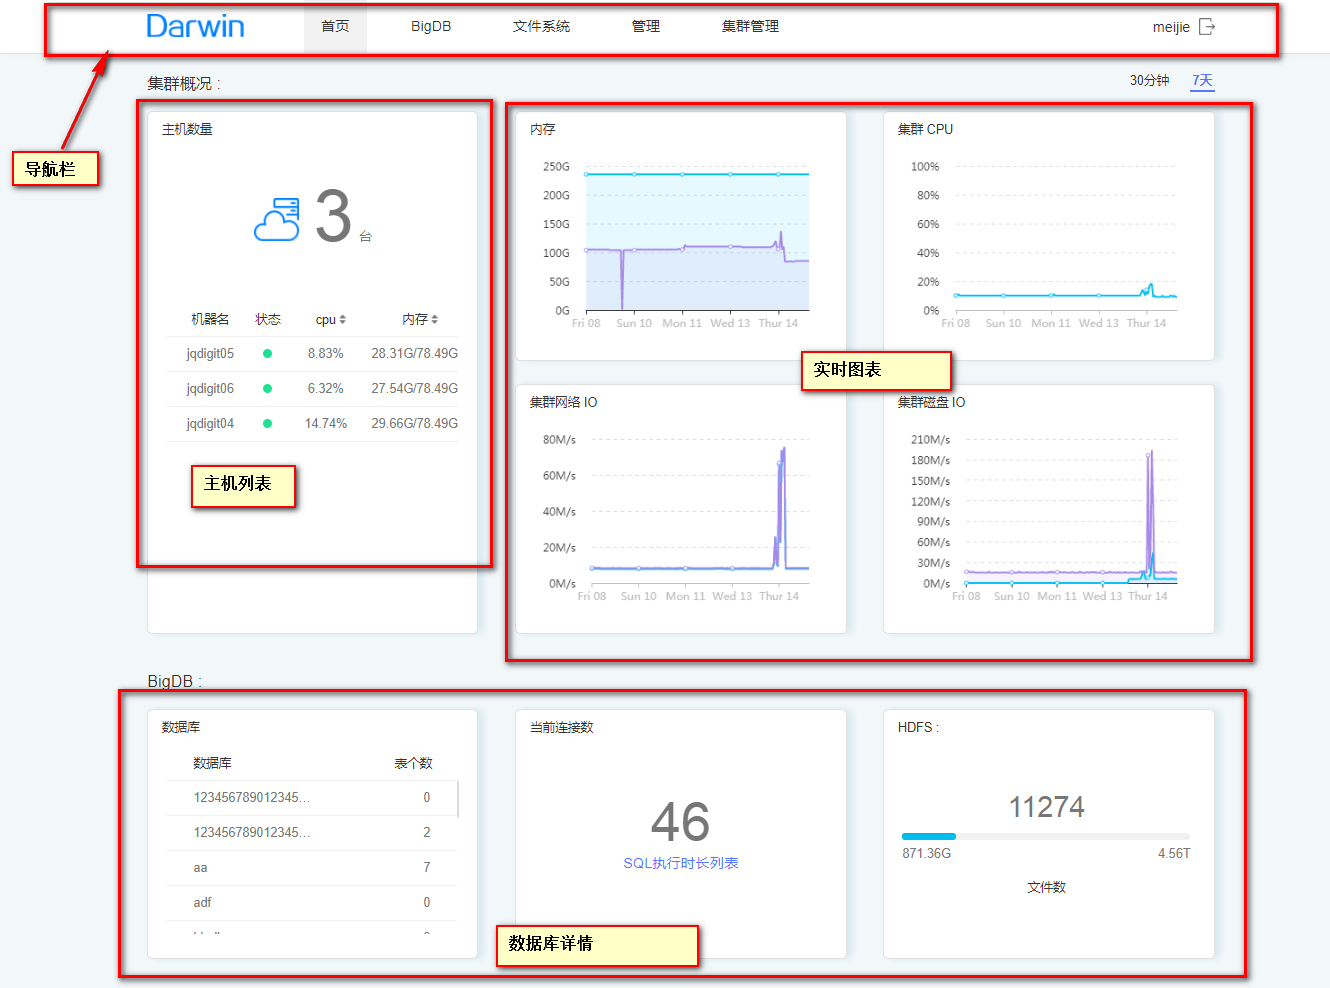 Darwin 首页 BigDB 文件系统 管理 集群管理 meijie
集群概况 : 30分钟 7天
导航栏
主机数量
3 台
机器名 状态 cpu 内存
jqdigit05 8.83% 28.31G/78.49G
jqdigit06 6.32% 27.54G/78.49G
jqdigit04 14.74% 29.66G/78.49G
主机列表
内存
250G
200G
150G
100G
50G
0G
Fri 08 Sun 10 Mon 11 Wed 13 Thur 14
集群 CPU
100%
80%
60%
40%
20%
0%
Fri 08 Sun 10 Mon 11 Wed 13 Thur 14
实时图表
集群网络 IO
80M/s
60M/s
40M/s
20M/s
0M/s
Fri 08 Sun 10 Mon 11 Wed 13 Thur 14
集群磁盘 IO
210M/s
180M/s
150M/s
120M/s
90M/s
60M/s
30M/s
0M/s
Fri 08 Sun 10 Mon 11 Wed 13 Thur 14
BigDB :
数据库
数据库 表个数
123456789012345... 0
123456789012345... 2
aa 7
adf 0
当前连接数
46
SQL执行时长列表
数据库详情
HDFS :
11274
871.36G 4.56T
文件数